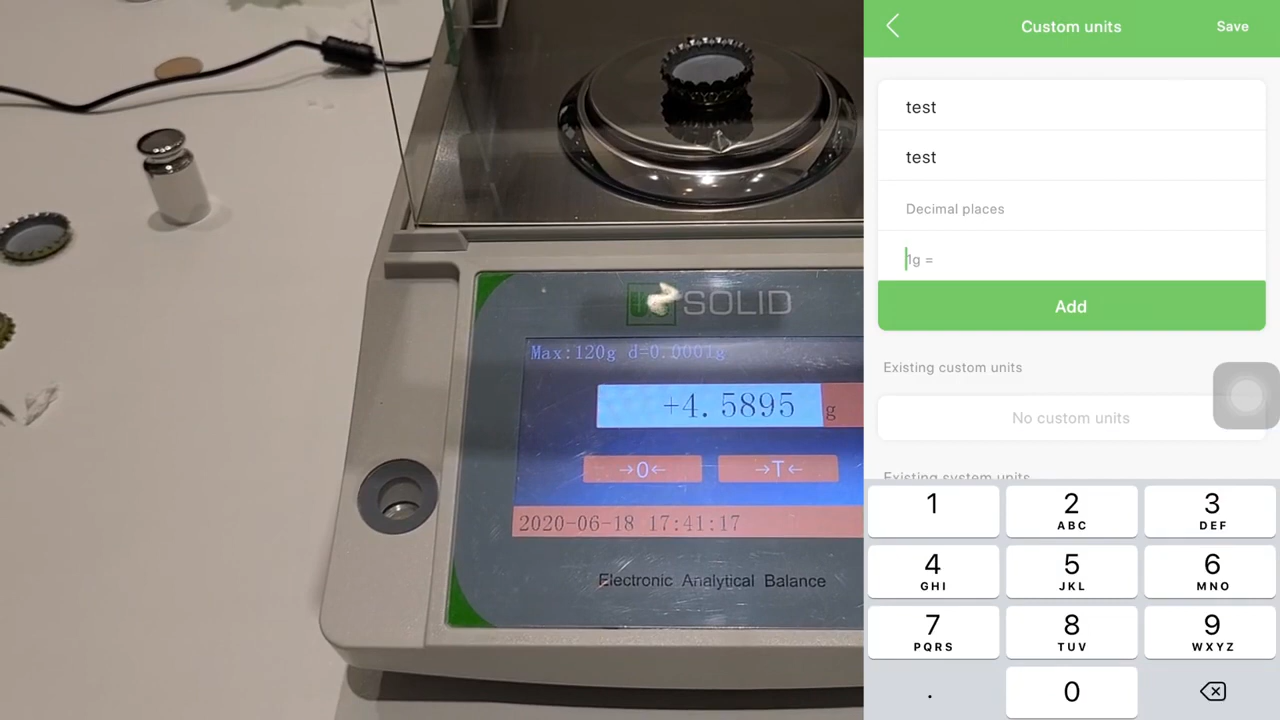 SOLID
Max:120g d=0.0001g
+4.5895 g
→0← →T←
2020-06-18 17:41:17
Electronic Analytical Balance
Custom units Save
test
test
Decimal places
1g =
Add
Existing custom units
No custom units
Existing system units
1 2 3
ABC DEF
4 5 6
GHI JKL MNO
7 8 9
PQRS TUV WXYZ
. 0